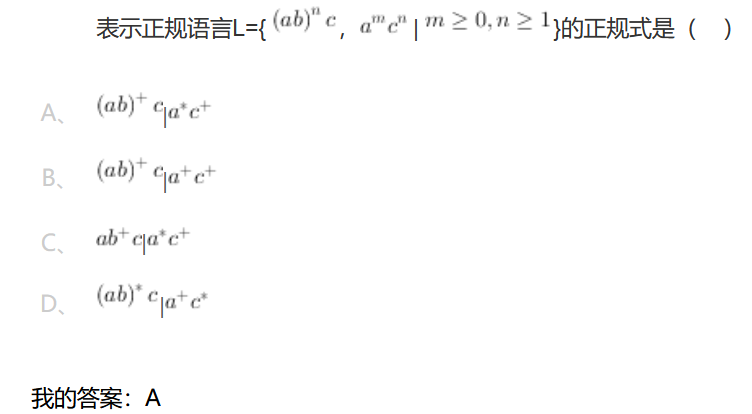 表示正规语言L={ (ab)ⁿ c， aᵐcⁿ | m ≥ 0, n ≥ 1}的正规式是（ ）
A、 (ab)⁺ c|a*c⁺
B、 (ab)⁺ c|a⁺c⁺
C、 ab⁺c|a*c⁺
D、 (ab)* c|a⁺c*
我的答案：A